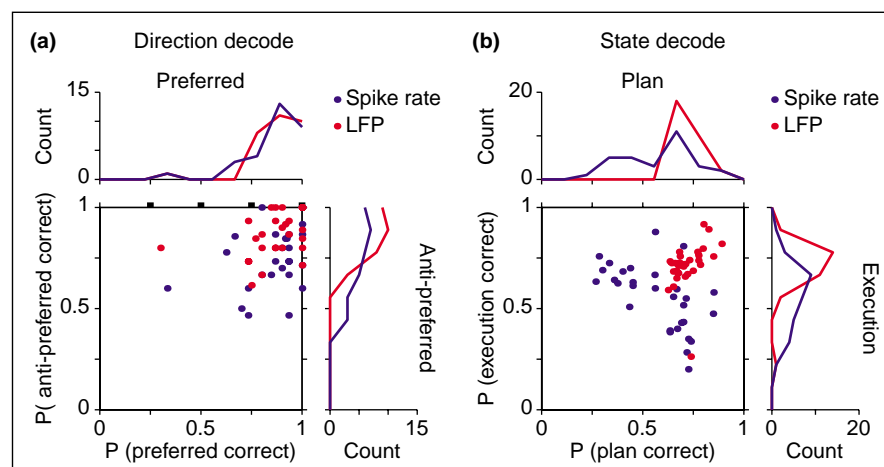 (a) Direction decode
Preferred
15
0
Count
Spike rate
LFP
1
0.5
0
P( anti-preferred correct)
0 0.5 1
P (preferred correct)
Anti-preferred
0 15
Count
(b) State decode
Plan
20
0
Count
Spike rate
LFP
1
0.5
0
P (execution correct)
0 0.5 1
P (plan correct)
Execution
0 20
Count